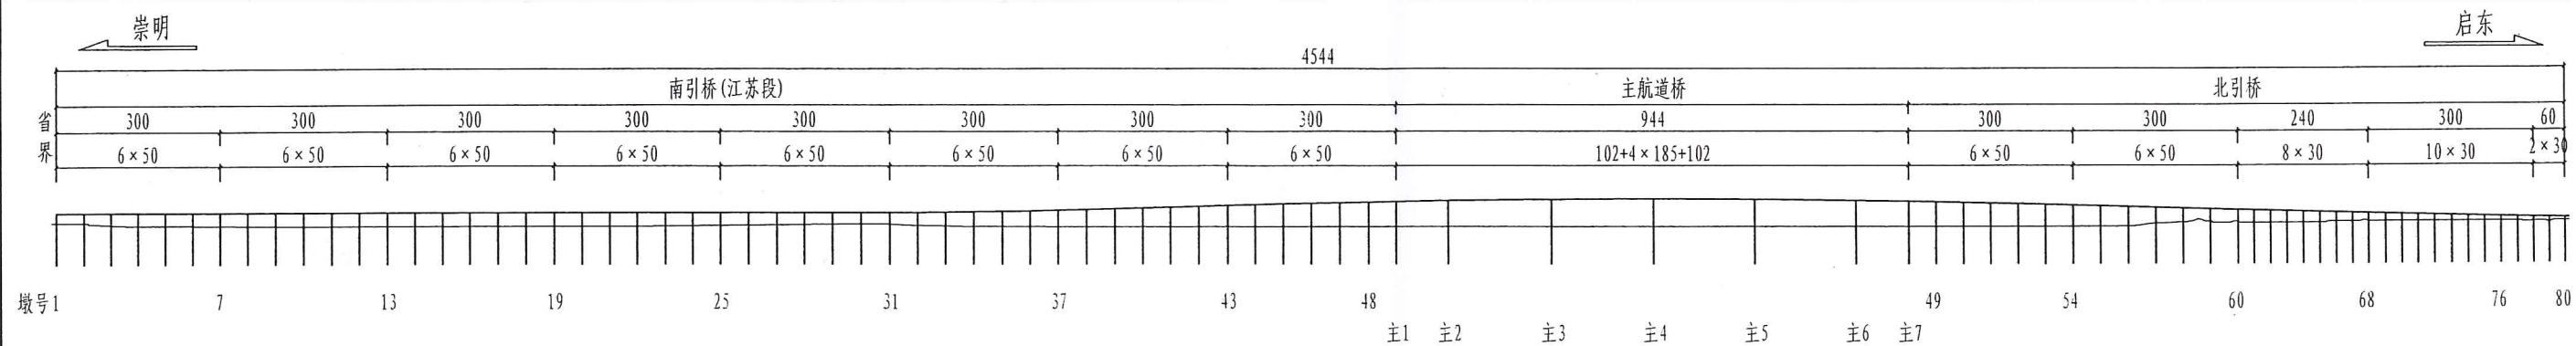 崇明
启东
4544
南引桥(江苏段) 主航道桥 北引桥
省界
300 300 300 300 300 300 300 300 944 300 300 240 300 60
6×50 6×50 6×50 6×50 6×50 6×50 6×50 6×50 102+4×185+102 6×50 6×50 8×30 10×30 2×30
墩号1 7 13 19 25 31 37 43 48 49 54 60 68 76 80
主1 主2 主3 主4 主5 主6 主7